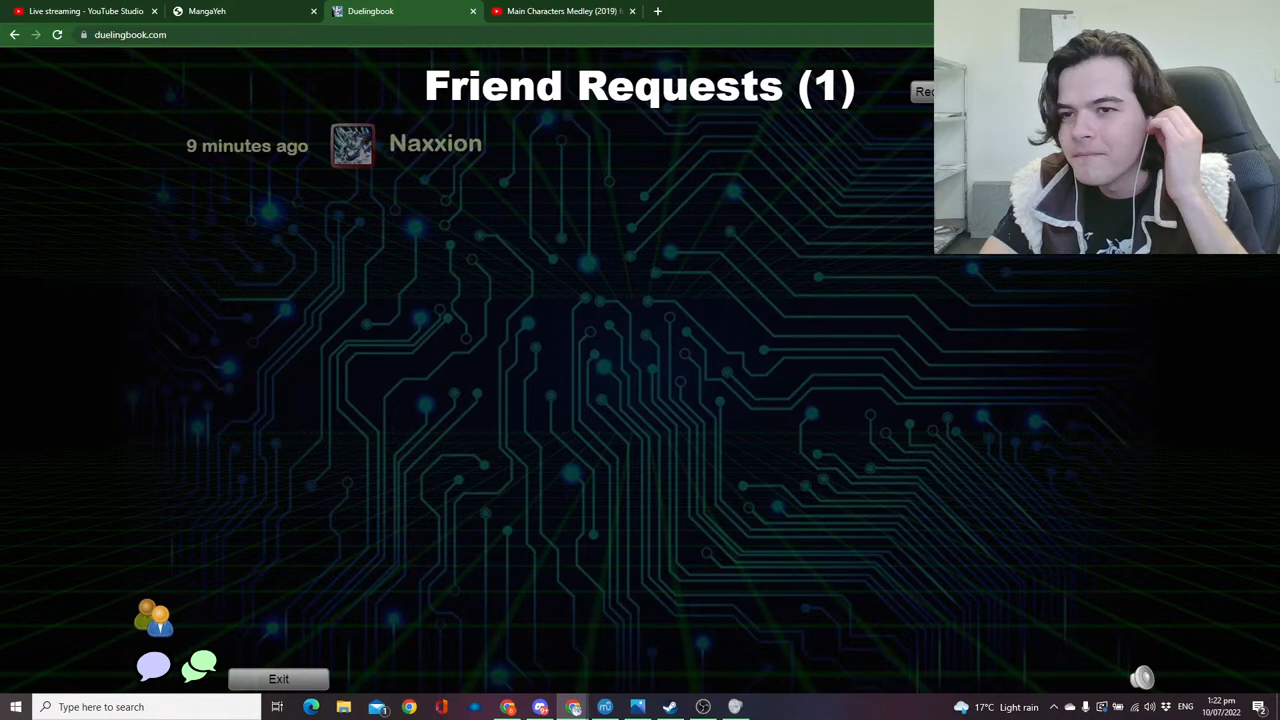 Live streaming - YouTube Studio
MangaYeh
Duelingbook
Main Characters Medley (2019)
duelingbook.com
Friend Requests (1)
9 minutes ago
Naxxion
Exit
Type here to search
17°C Light rain
ENG
1:22 pm
10/07/2022